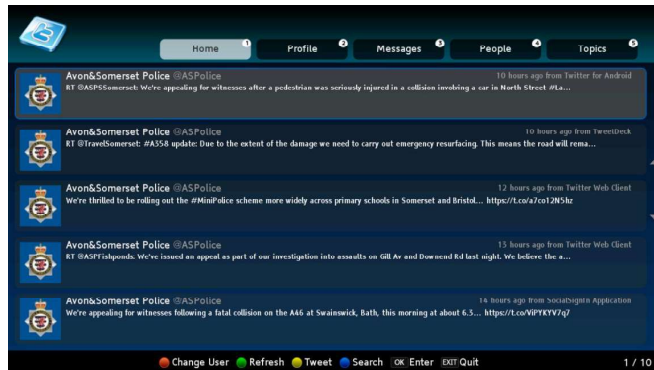 Home 1 Profile 2 Messages 3 People 4 Topics 5
Avon&Somerset Police @ASPolice 10 hours ago from Twitter for Android
RT @ASPSSomerset: We're appealing for witnesses after a pedestrian was seriously injured in a collision involving a car in North Street #La...
Avon&Somerset Police @ASPolice 10 hours ago from TweetDeck
RT @TravelSomerset: #A358 update: Due to the extent of the damage we need to carry out emergency resurfacing. This means the road will rema...
Avon&Somerset Police @ASPolice 12 hours ago from Twitter Web Client
We're thrilled to be rolling out the #MiniPolice scheme more widely across primary schools in Somerset and Bristol... https://t.co/a7co12N5hz
Avon&Somerset Police @ASPolice 13 hours ago from Twitter Web Client
RT @ASPFishponds: We've issued an appeal as part of our investigation into assaults on Gill Av and Downend Rd last night. We believe the a...
Avon&Somerset Police @ASPolice 14 hours ago from SocialSignIn Application
We're appealing for witnesses following a fatal collision on the A46 at Swainswick, Bath, this morning at about 6.5... https://t.co/ViPYKYV7q7
Change User Refresh Tweet Search OK Enter EXIT Quit 1 / 10